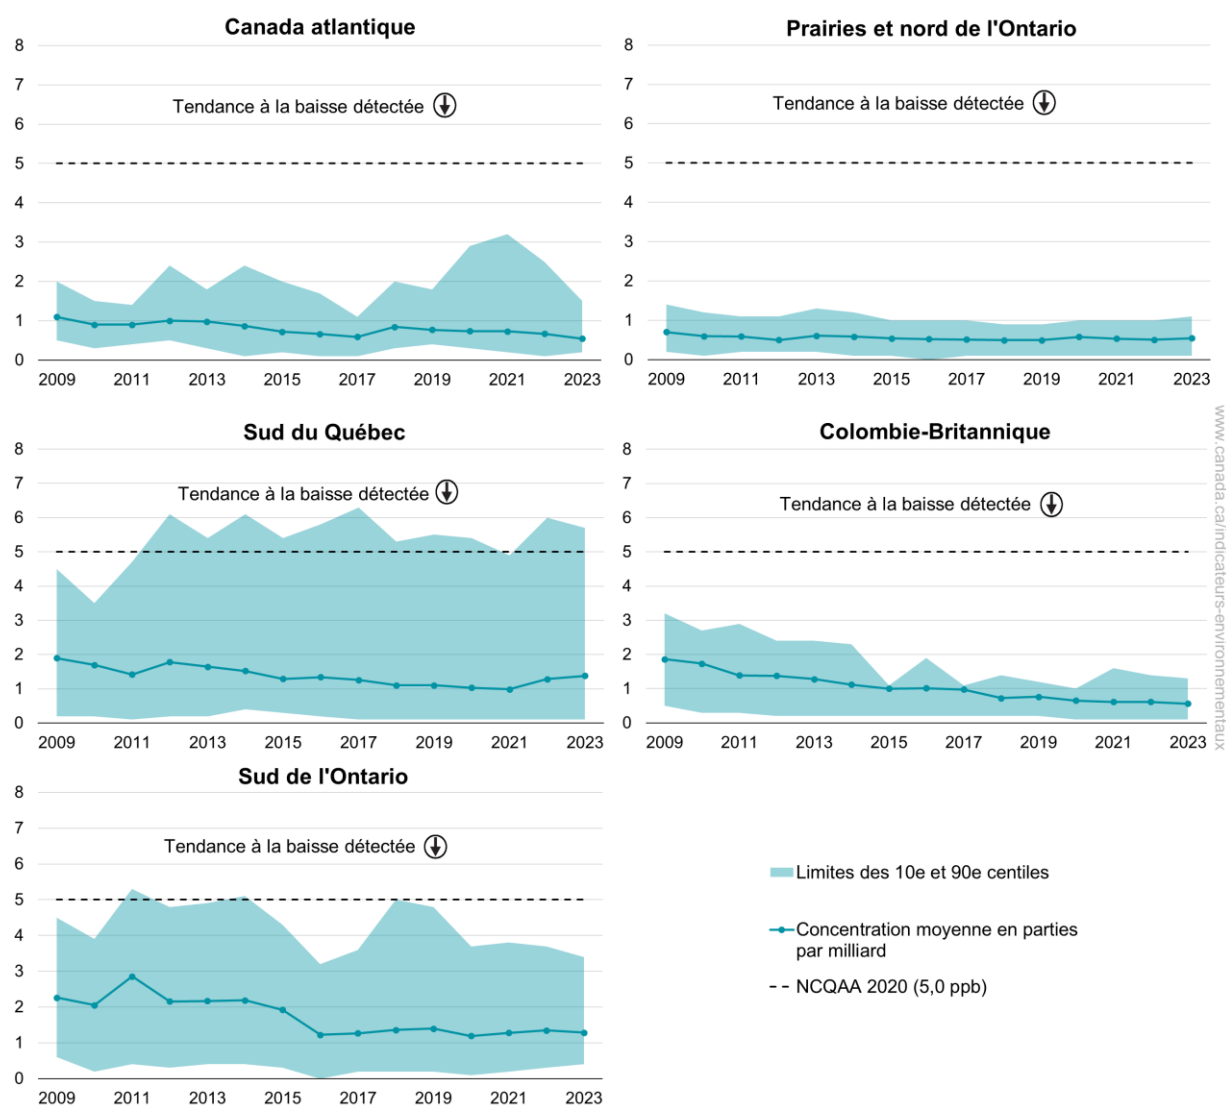 Canada atlantique
8
7
Tendance à la baisse détectée
6
5
4
3
2
1
0
2009 2011 2013 2015 2017 2019 2021 2023
Prairies et nord de l'Ontario
8
7
Tendance à la baisse détectée
6
5
4
3
2
1
0
2009 2011 2013 2015 2017 2019 2021 2023
Sud du Québec
8
7
Tendance à la baisse détectée
6
5
4
3
2
1
0
2009 2011 2013 2015 2017 2019 2021 2023
Colombie-Britannique
8
7
Tendance à la baisse détectée
6
5
4
3
2
1
0
2009 2011 2013 2015 2017 2019 2021 2023
www.canada.ca/indicateurs-environnementaux
Sud de l'Ontario
8
7
Tendance à la baisse détectée
6
5
4
3
2
1
0
2009 2011 2013 2015 2017 2019 2021 2023
Limites des 10e et 90e centiles
Concentration moyenne en parties
par milliard
NCQAA 2020 (5,0 ppb)